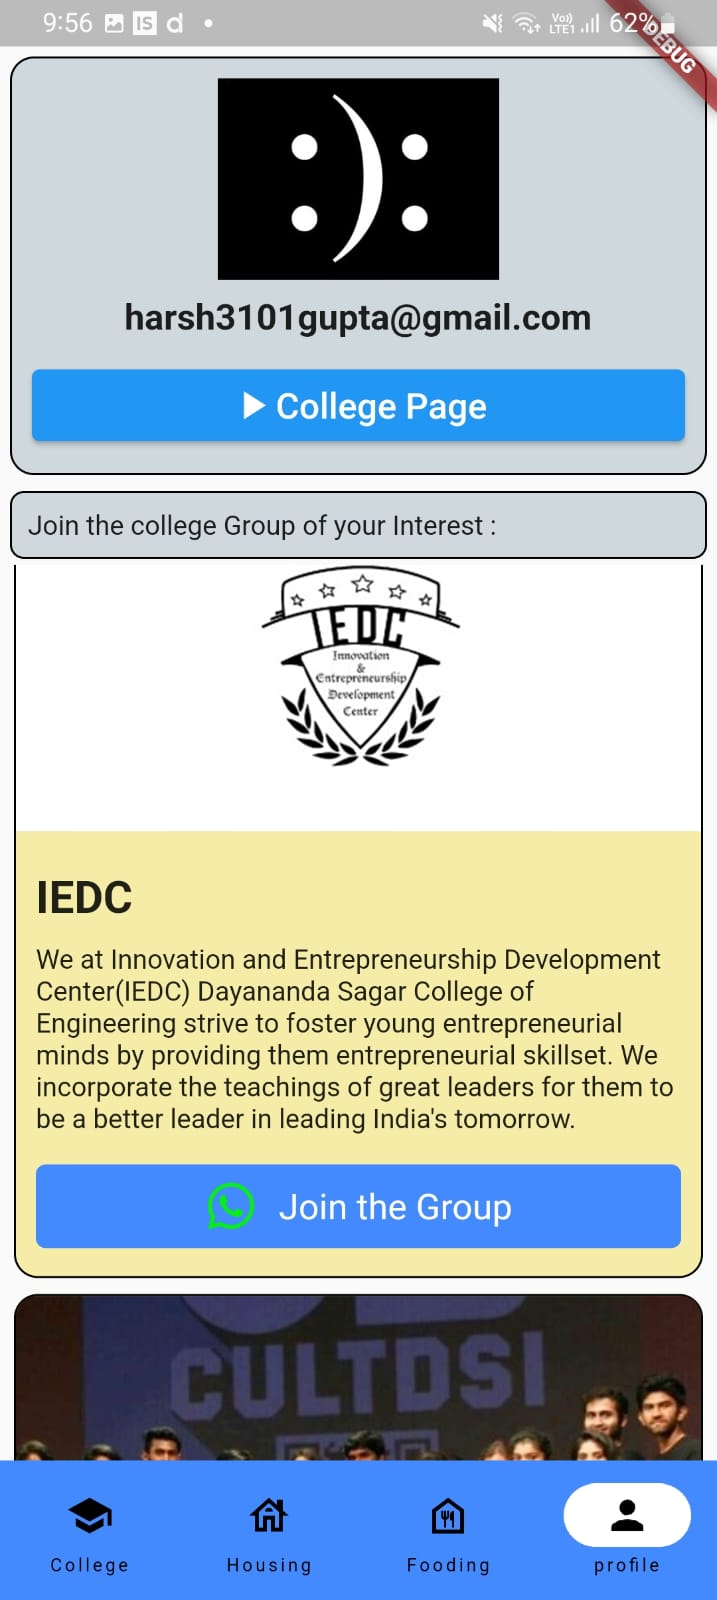 9:56
IS
d
Vo))
LTE1
62%
DEBUG
:):
harsh3101gupta@gmail.com
College Page
Join the college Group of your Interest :
IEDC
Innovation
&
Entrepreneurship
Development
Center
IEDC
We at Innovation and Entrepreneurship Development
Center(IEDC) Dayananda Sagar College of
Engineering strive to foster young entrepreneurial
minds by providing them entrepreneurial skillset. We
incorporate the teachings of great leaders for them to
be a better leader in leading India's tomorrow.
Join the Group
CULTDSI
College
Housing
Fooding
profile